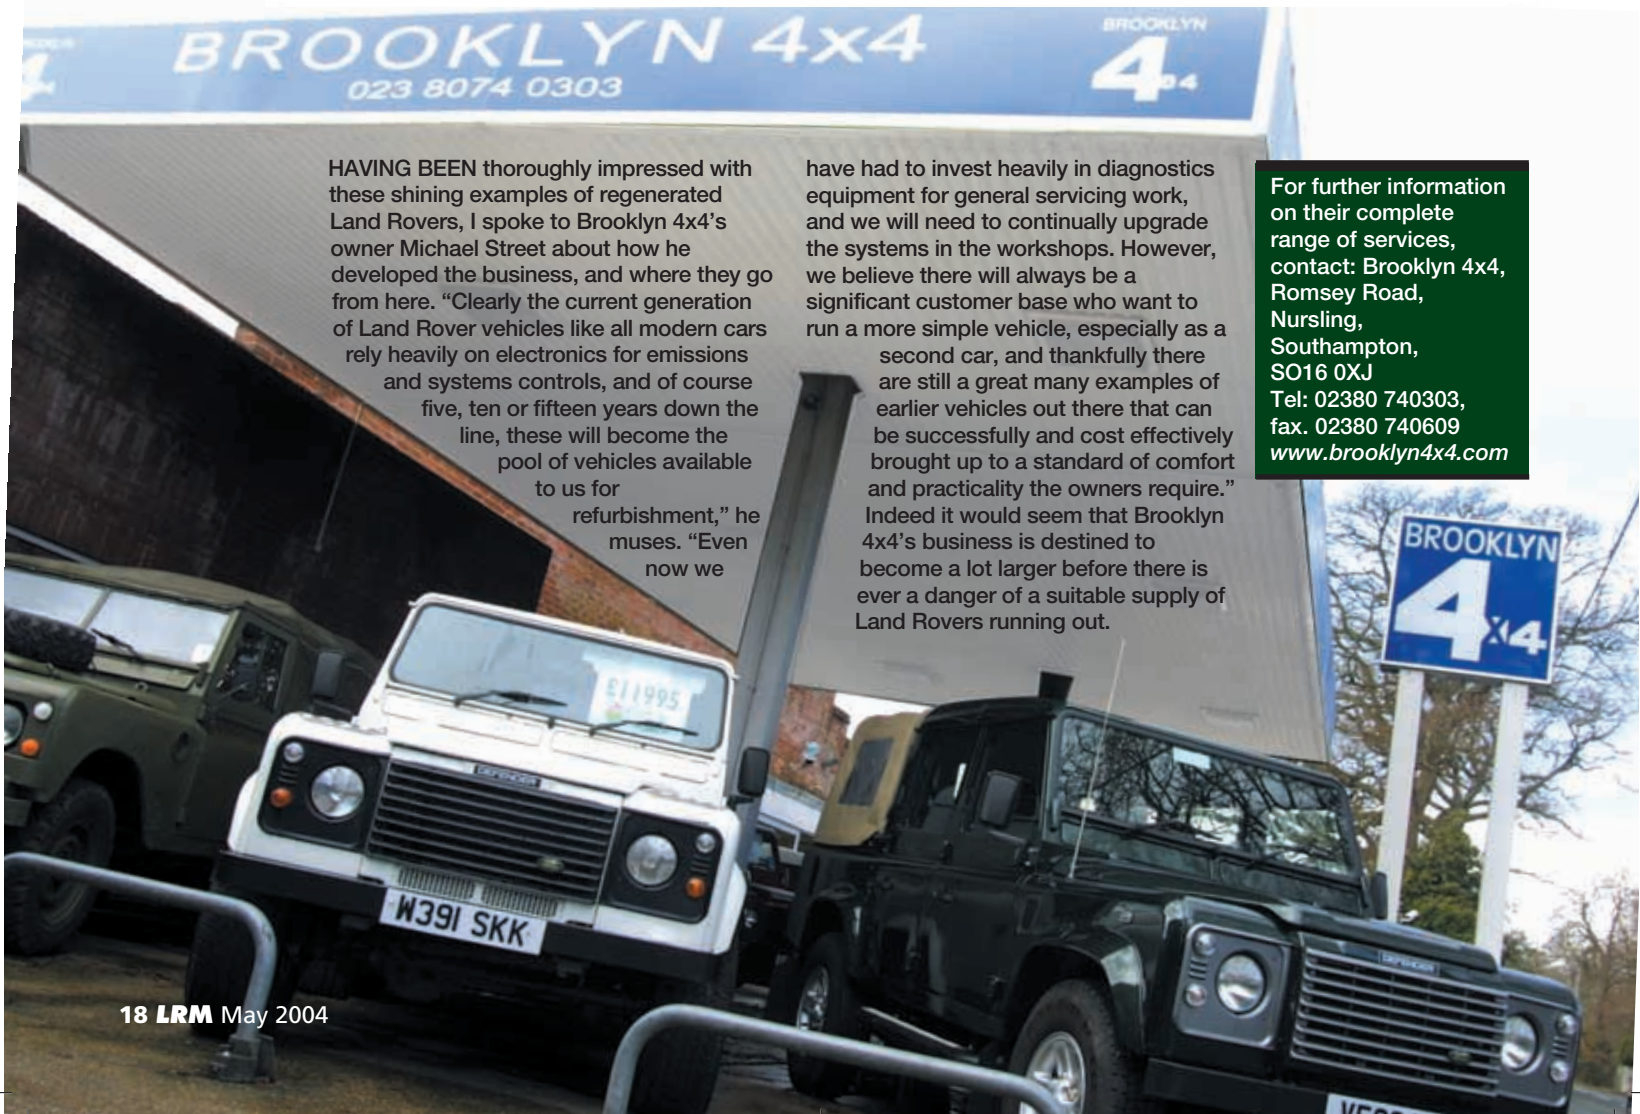 BROOKLYN 4x4
023 8074 0303
BROOKLYN
4x4
HAVING BEEN thoroughly impressed with
these shining examples of regenerated
Land Rovers, I spoke to Brooklyn 4x4’s
owner Michael Street about how he
developed the business, and where they go
from here. “Clearly the current generation
of Land Rover vehicles like all modern cars
rely heavily on electronics for emissions
and systems controls, and of course
five, ten or fifteen years down the
line, these will become the
pool of vehicles available
to us for
refurbishment,” he
muses. “Even
now we
have had to invest heavily in diagnostics
equipment for general servicing work,
and we will need to continually upgrade
the systems in the workshops. However,
we believe there will always be a
significant customer base who want to
run a more simple vehicle, especially as a
second car, and thankfully there
are still a great many examples of
earlier vehicles out there that can
be successfully and cost effectively
brought up to a standard of comfort
and practicality the owners require.”
Indeed it would seem that Brooklyn
4x4’s business is destined to
become a lot larger before there is
ever a danger of a suitable supply of
Land Rovers running out.
For further information
on their complete
range of services,
contact: Brooklyn 4x4,
Romsey Road,
Nursling,
Southampton,
SO16 0XJ
Tel: 02380 740303,
fax. 02380 740609
www.brooklyn4x4.com
BROOKLYN
4x4
£11995
DEFENDER
W391 SKK
DEFENDER
18 LRM May 2004